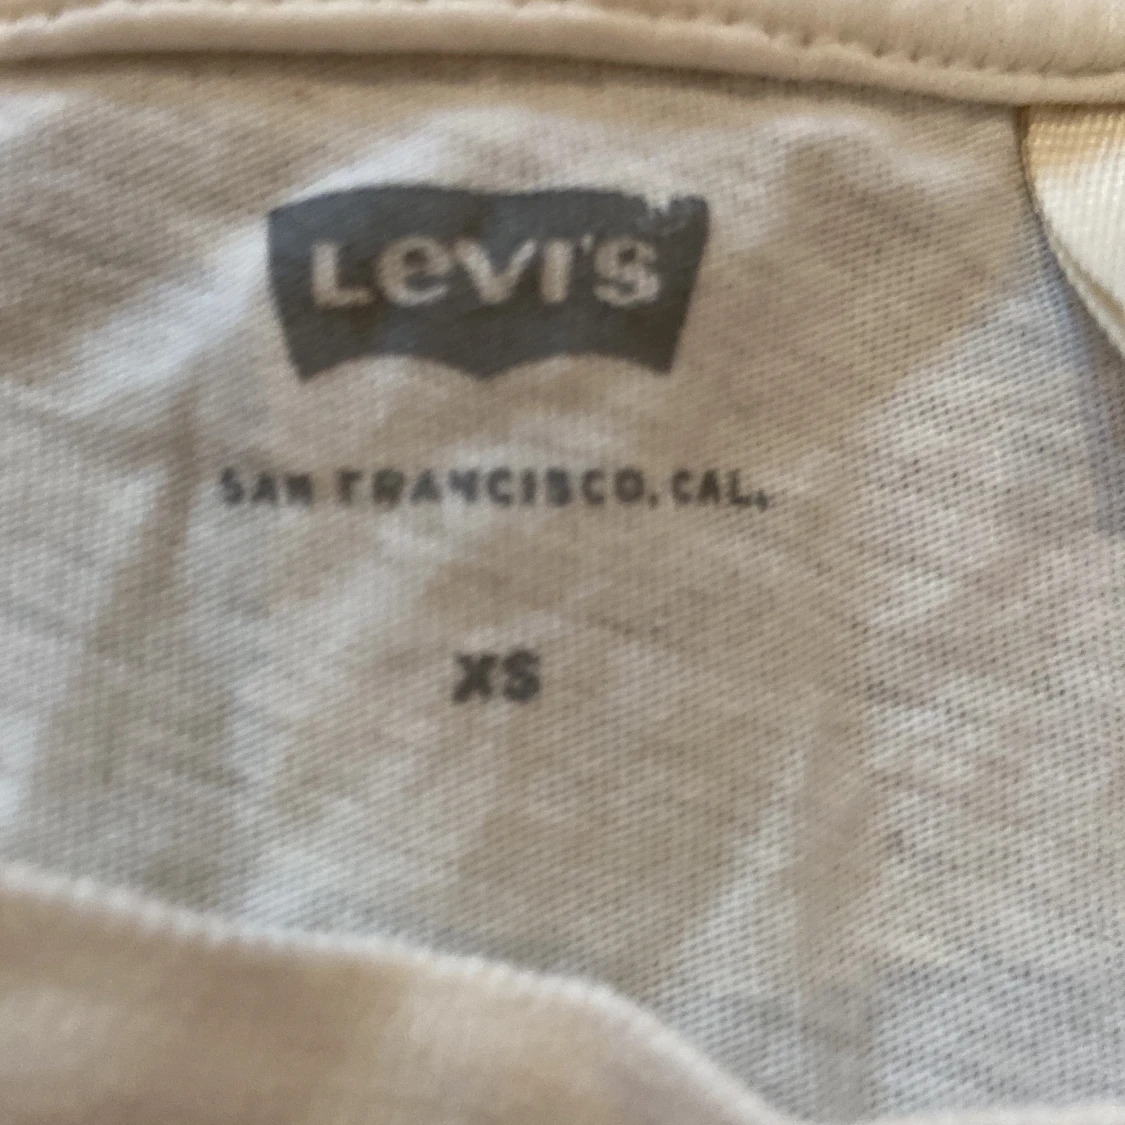 Levi's
SAN FRANCISCO, CAL.
XS